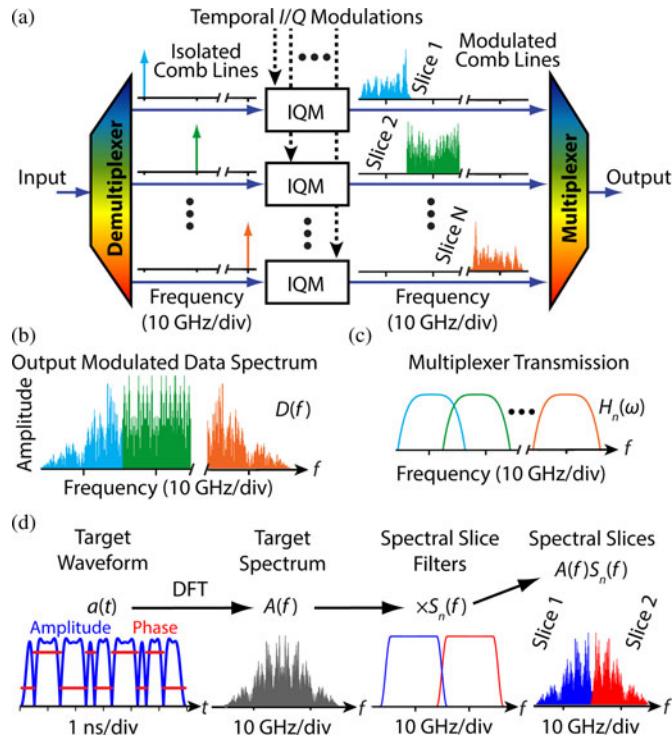 (a)
Temporal I/Q Modulations
Isolated
Comb Lines
Modulated
Comb Lines
Slice 1
IQM
Slice 2
IQM
Slice N
IQM
Input
Demultiplexer
Multiplexer
Output
Frequency
(10 GHz/div)
Frequency
(10 GHz/div)
(b)
Output Modulated Data Spectrum
Amplitude
D(f)
f
Frequency (10 GHz/div)
(c)
Multiplexer Transmission
Hn(ω)
f
Frequency (10 GHz/div)
(d)
Target
Waveform
Target
Spectrum
Spectral Slice
Filters
Spectral Slices
A(f)Sn(f)
a(t)
DFT
A(f)
×Sn(f)
Amplitude
Phase
Slice 1
Slice 2
t
f
f
f
1 ns/div
10 GHz/div
10 GHz/div
10 GHz/div